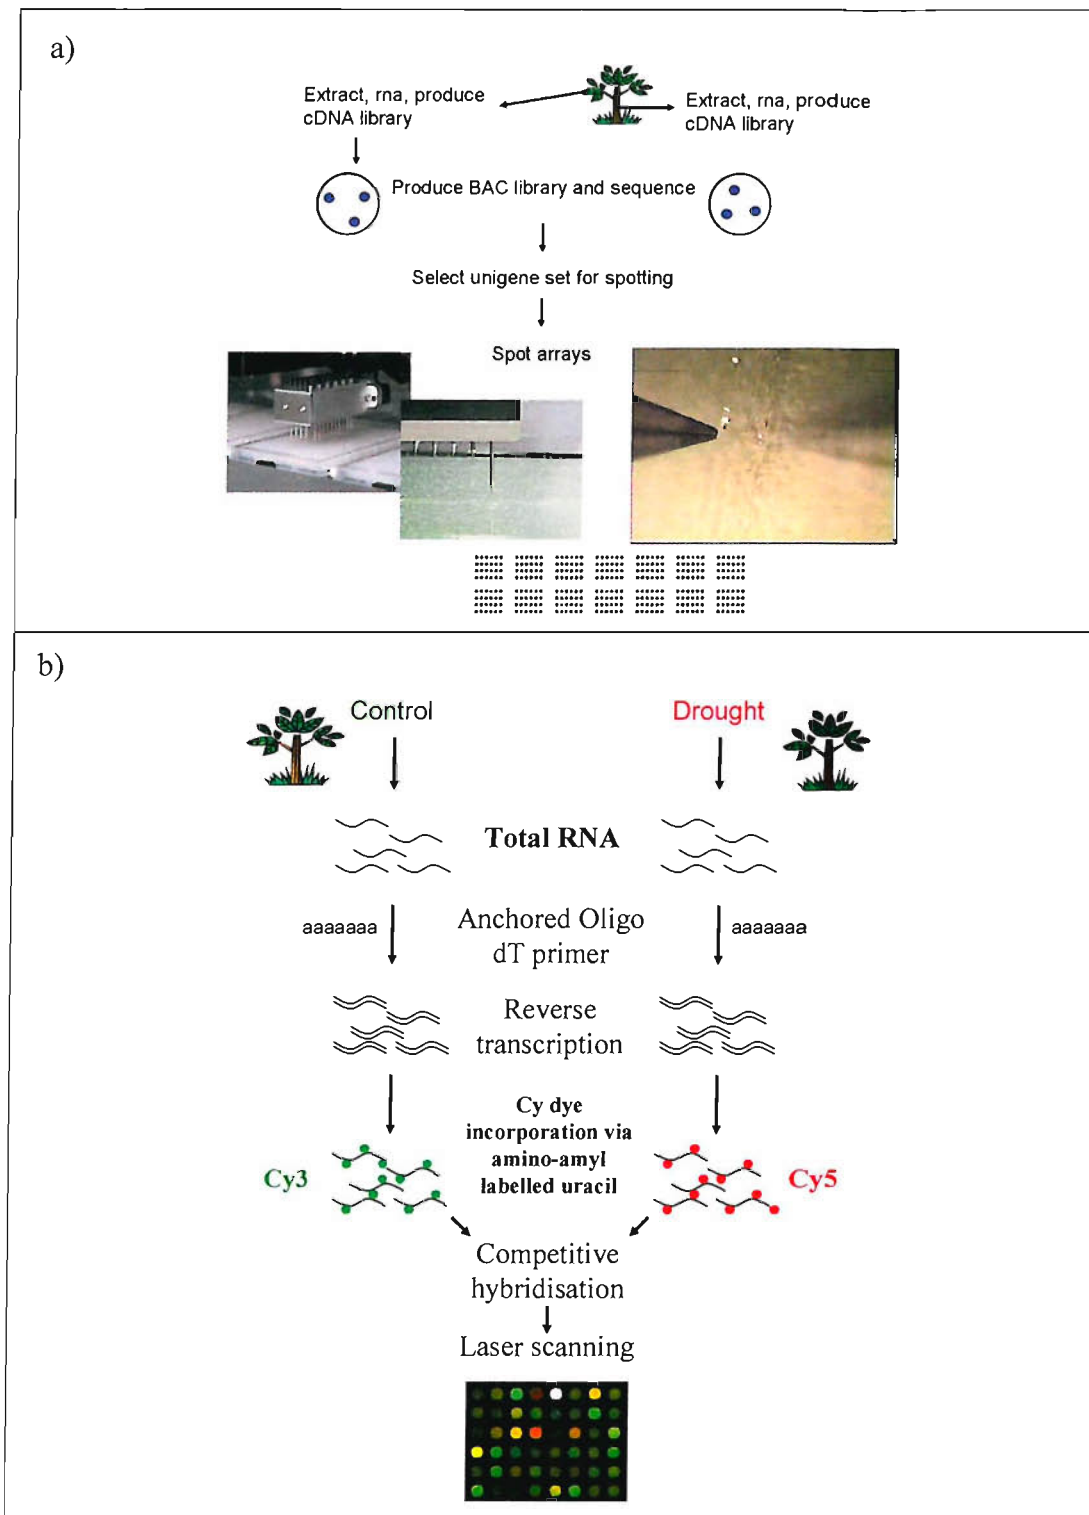 a)
Extract, rna, produce
cDNA library
Extract, rna, produce
cDNA library
Produce BAC library and sequence
Select unigene set for spotting
Spot arrays
b)
Control
Drought
Total RNA
aaaaaaa
Anchored Oligo
dT primer
aaaaaaa
Reverse
transcription
Cy dye
incorporation via
amino-amyl
labelled uracil
Cy3
Cy5
Competitive
hybridisation
Laser scanning